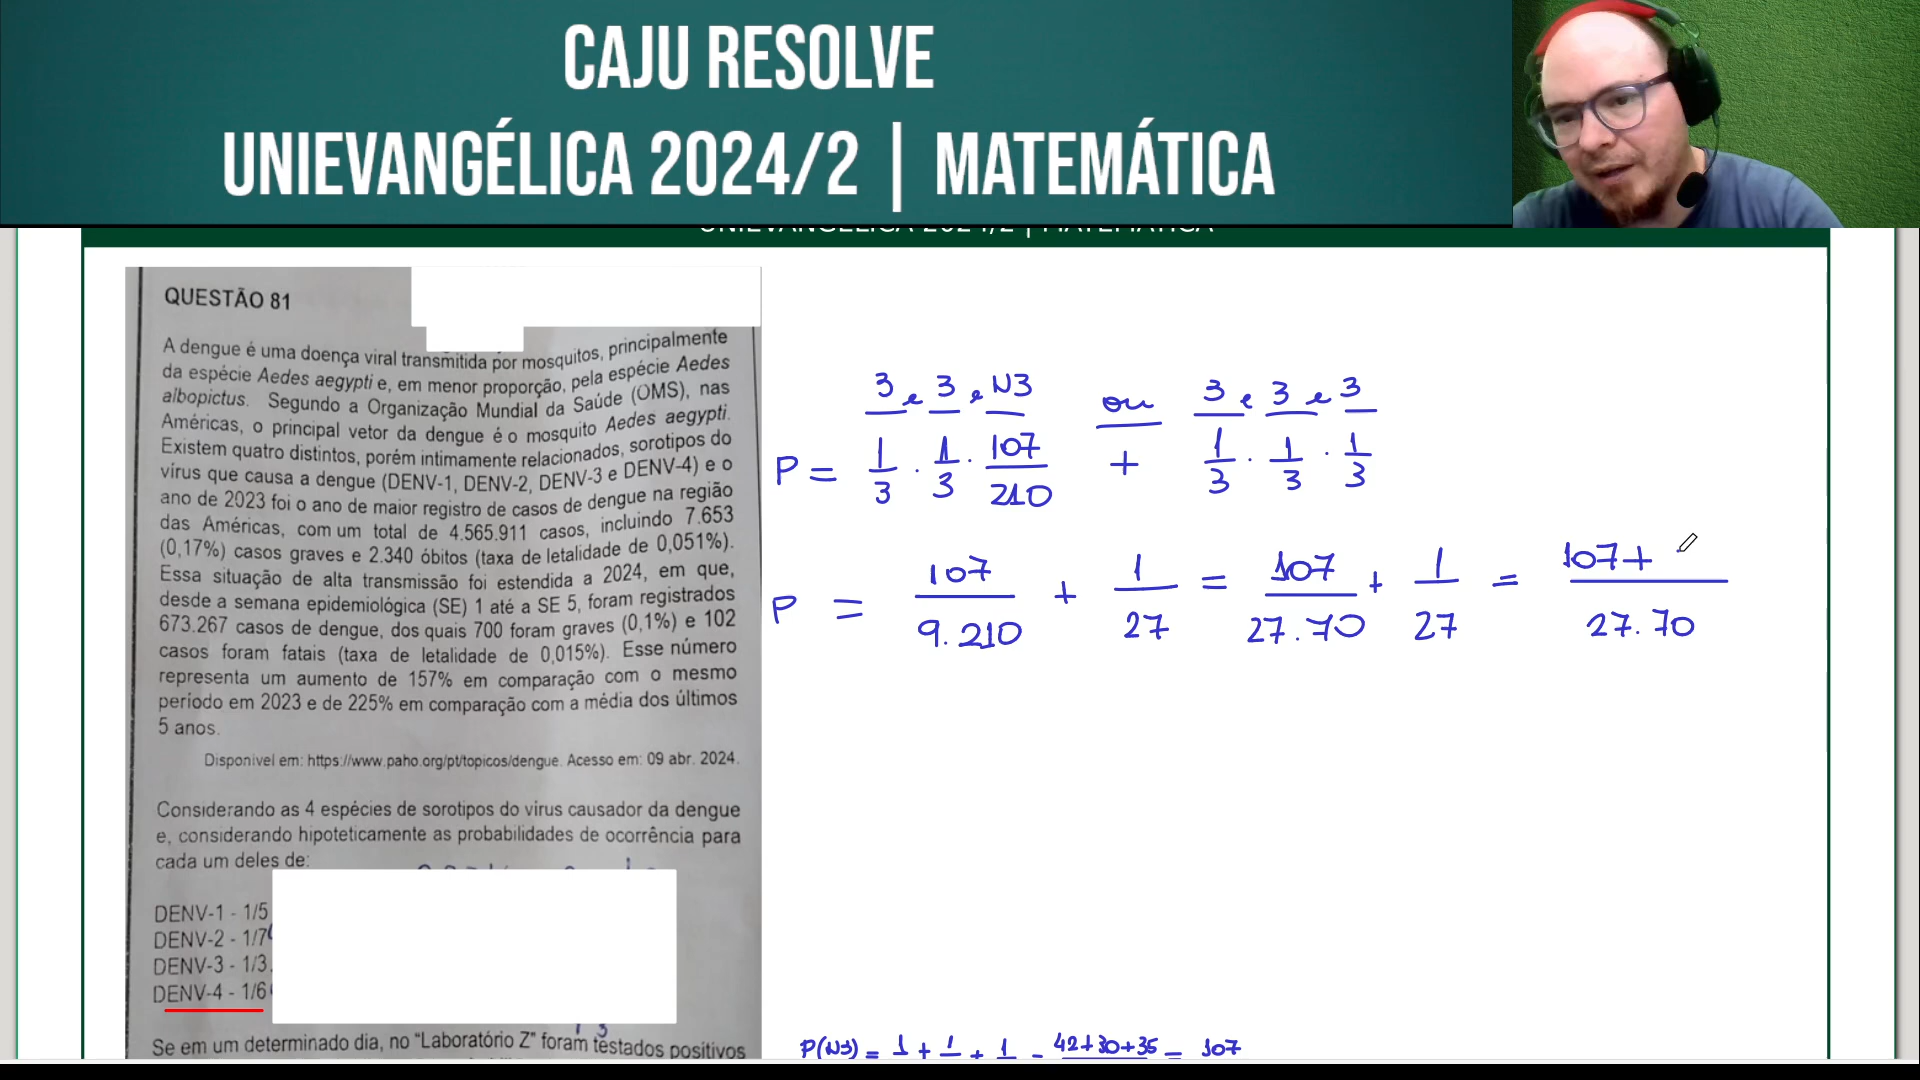 CAJU RESOLVE
UNIEVANGÉLICA 2024/2 | MATEMÁTICA
UNIEVANGÉLICA 2024/2 | MATEMÁTICA
QUESTÃO 81
A dengue é uma doença viral transmitida por mosquitos, principalmente
da espécie Aedes aegypti e, em menor proporção, pela espécie Aedes
albopictus. Segundo a Organização Mundial da Saúde (OMS), nas
Américas, o principal vetor da dengue é o mosquito Aedes aegypti.
Existem quatro distintos, porém intimamente relacionados, sorotipos do
vírus que causa a dengue (DENV-1, DENV-2, DENV-3 e DENV-4) e o
ano de 2023 foi o ano de maior registro de casos de dengue na região
das Américas, com um total de 4.565.911 casos, incluindo 7.653
(0,17%) casos graves e 2.340 óbitos (taxa de letalidade de 0,051%).
Essa situação de alta transmissão foi estendida a 2024, em que,
desde a semana epidemiológica (SE) 1 até a SE 5, foram registrados
673.267 casos de dengue, dos quais 700 foram graves (0,1%) e 102
casos foram fatais (taxa de letalidade de 0,015%). Esse número
representa um aumento de 157% em comparação com o mesmo
período em 2023 e de 225% em comparação com a média dos últimos
5 anos.
Disponível em: https://www.paho.org/pt/topicos/dengue. Acesso em: 09 abr. 2024.
Considerando as 4 espécies de sorotipos do vírus causador da dengue
e, considerando hipoteticamente as probabilidades de ocorrência para
cada um deles de:
DENV-1 - 1/5
DENV-2 - 1/7
DENV-3 - 1/3
DENV-4 - 1/6
Se em um determinado dia, no "Laboratório Z" foram testados positivos
3 e 3 e N3 ou 3 e 3 e 3
P = 1/3 · 1/3 · 107/210 + 1/3 · 1/3 · 1/3
P = 107/9.210 + 1/27 = 107/27.70 + 1/27 = 107+/27.70
P(N3) = 1 + 1 + 1 = 42+30+35 = 107